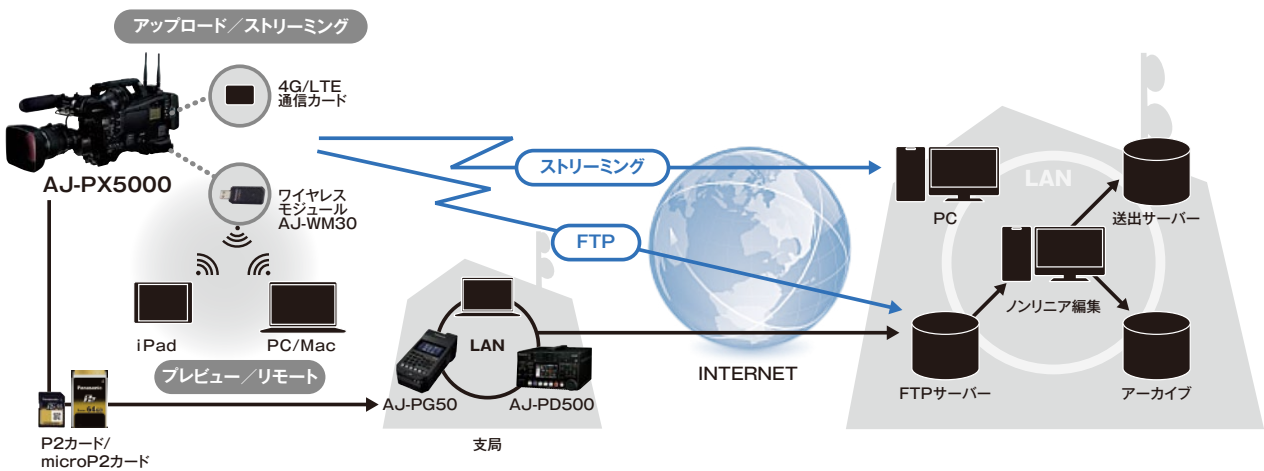 アップロード／ストリーミング
4G/LTE
通信カード
AJ-PX5000
ワイヤレス
モジュール
AJ-WM30
iPad
PC/Mac
プレビュー／リモート
Panasonic
64
P2カード/
microP2カード
LAN
AJ-PG50
AJ-PD500
支局
ストリーミング
FTP
INTERNET
LAN
PC
送出サーバー
ノンリニア編集
FTPサーバー
アーカイブ